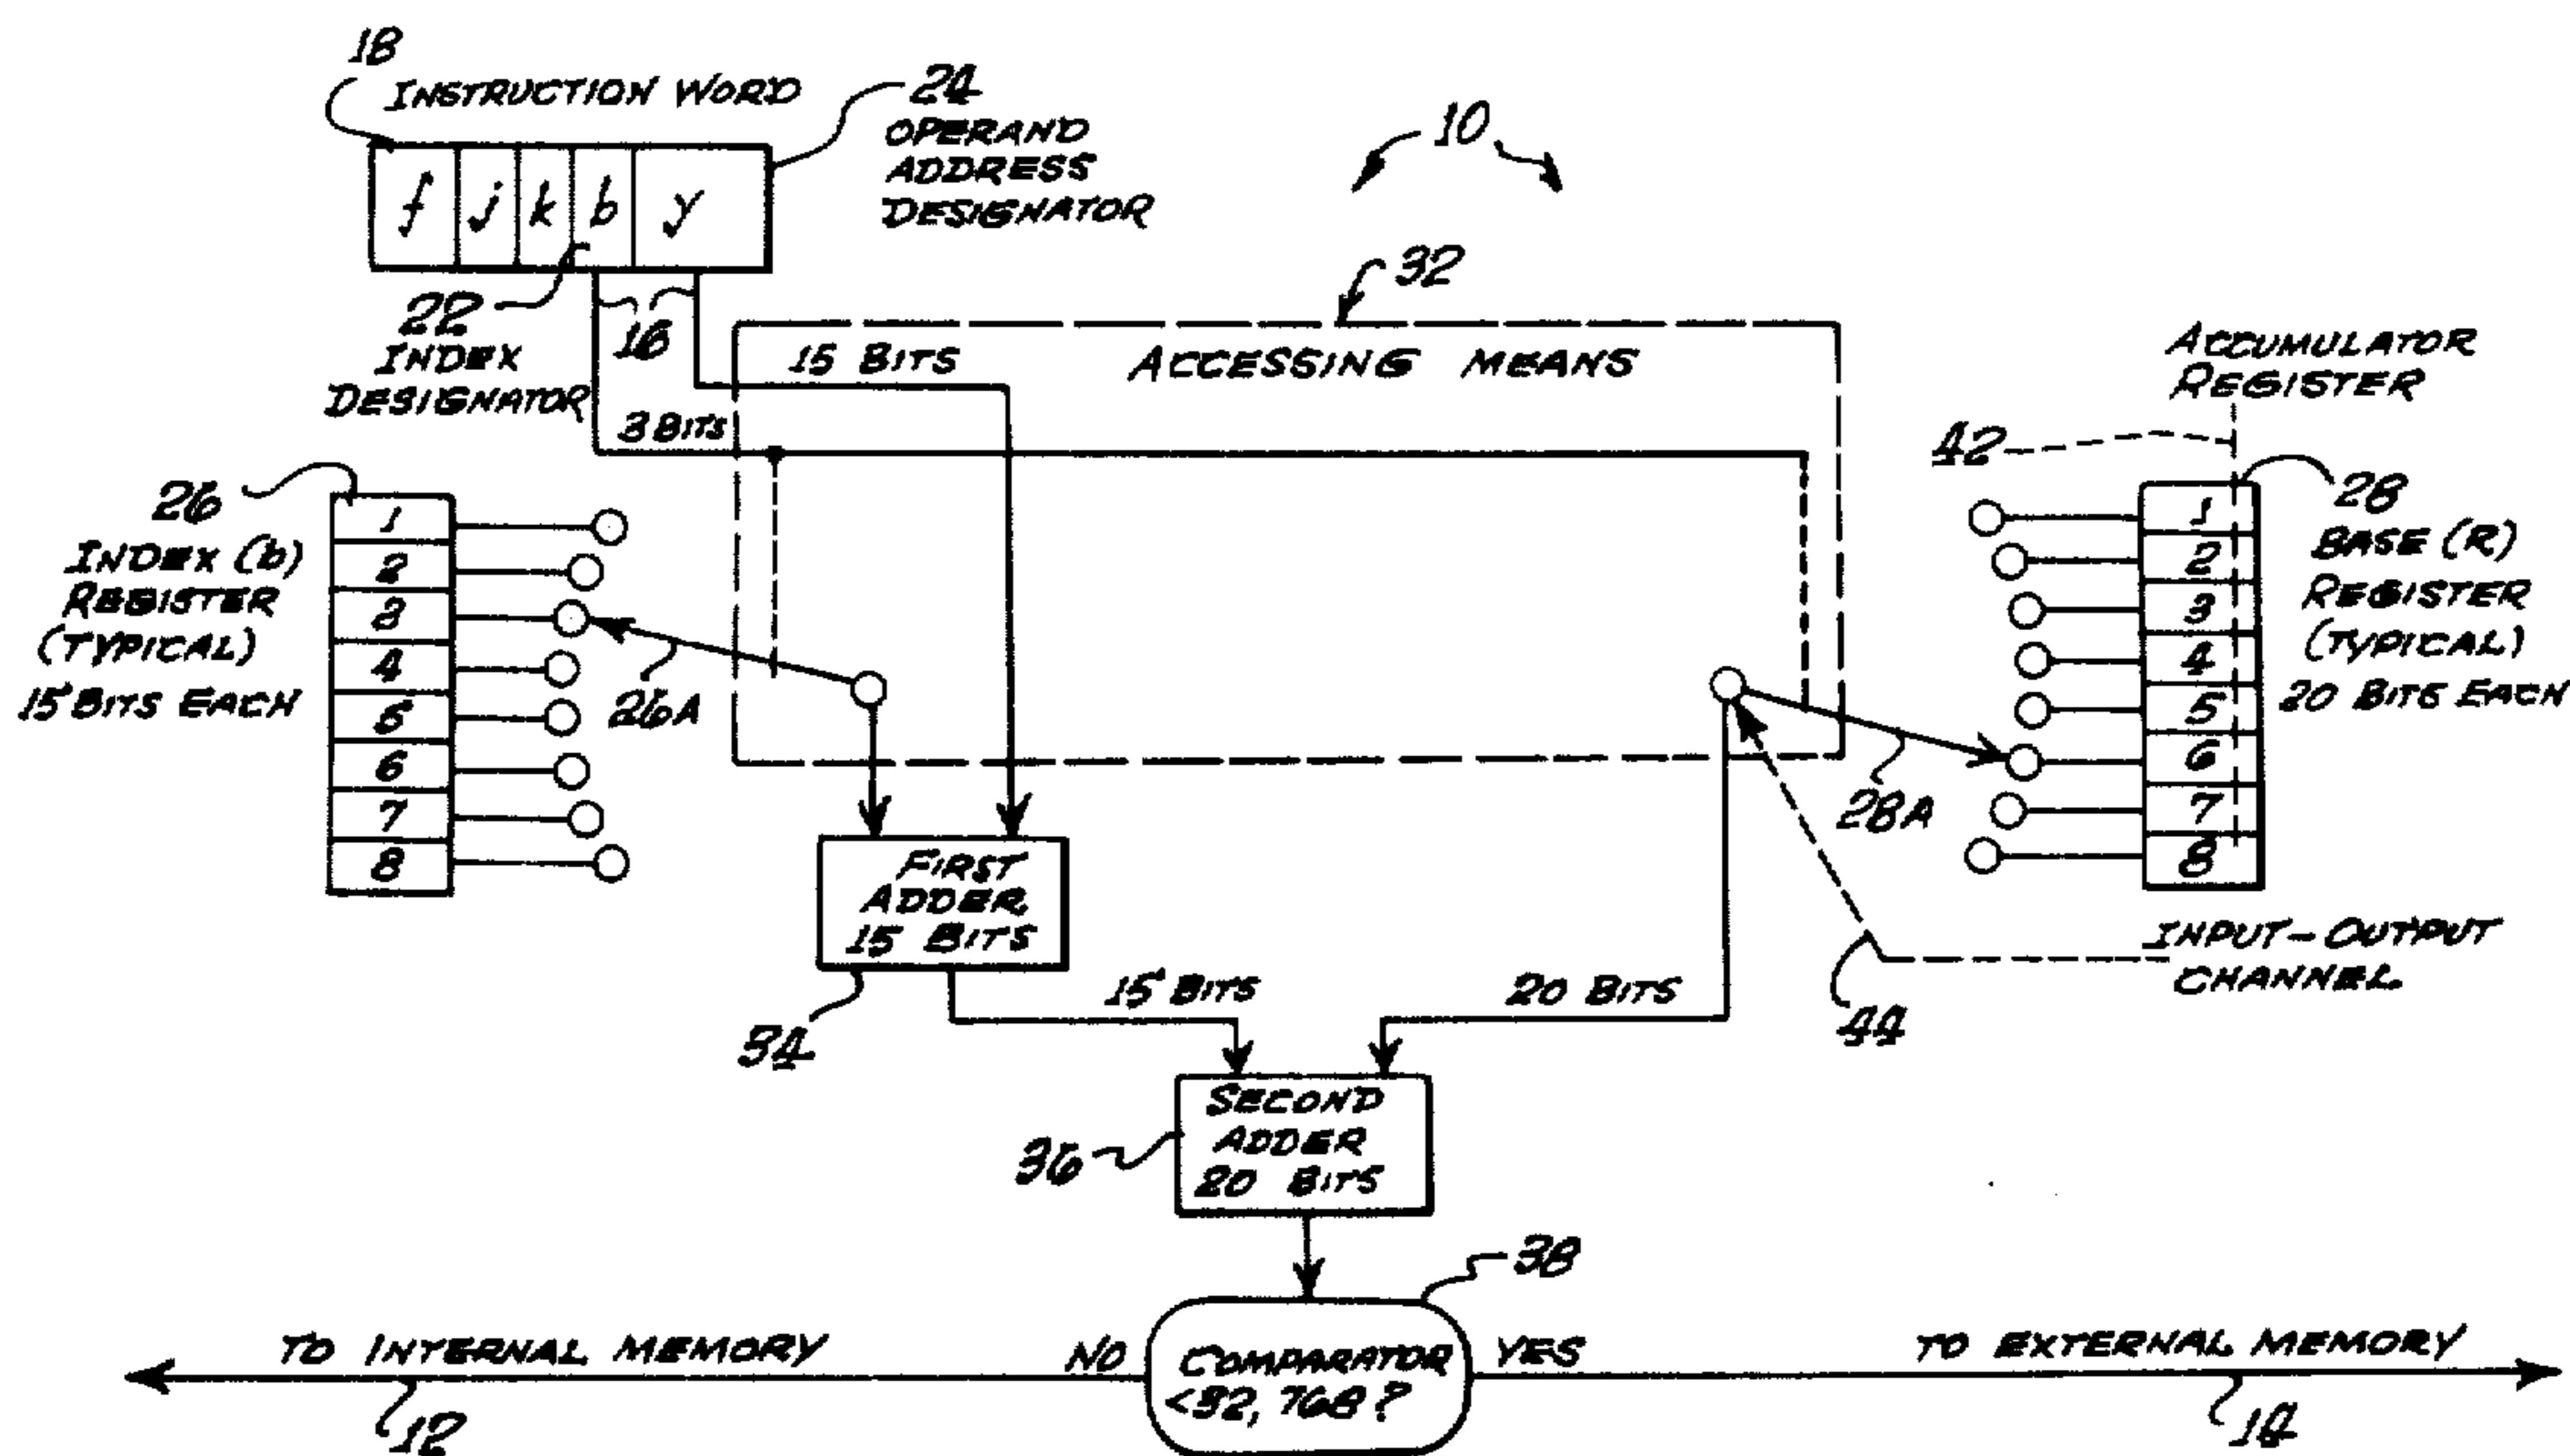 18
INSTRUCTION WORD
24
OPERAND
ADDRESS
DESIGNATOR
f j k b y
10
32
22
INDEX
DESIGNATOR
16
15 BITS
ACCESSING MEANS
3 BITS
ACCUMULATOR
REGISTER
42
26
INDEX (b)
REGISTER
(TYPICAL)
15 BITS EACH
1
2
3
4
5
6
7
8
26A
28
BASE (R)
REGISTER
(TYPICAL)
20 BITS EACH
1
2
3
4
5
6
7
8
28A
FIRST
ADDER
15 BITS
34
15 BITS
20 BITS
INPUT-OUTPUT
CHANNEL
44
SECOND
ADDER
20 BITS
36
38
COMPARATOR
<32,768?
TO INTERNAL MEMORY
NO
YES
TO EXTERNAL MEMORY
12
14